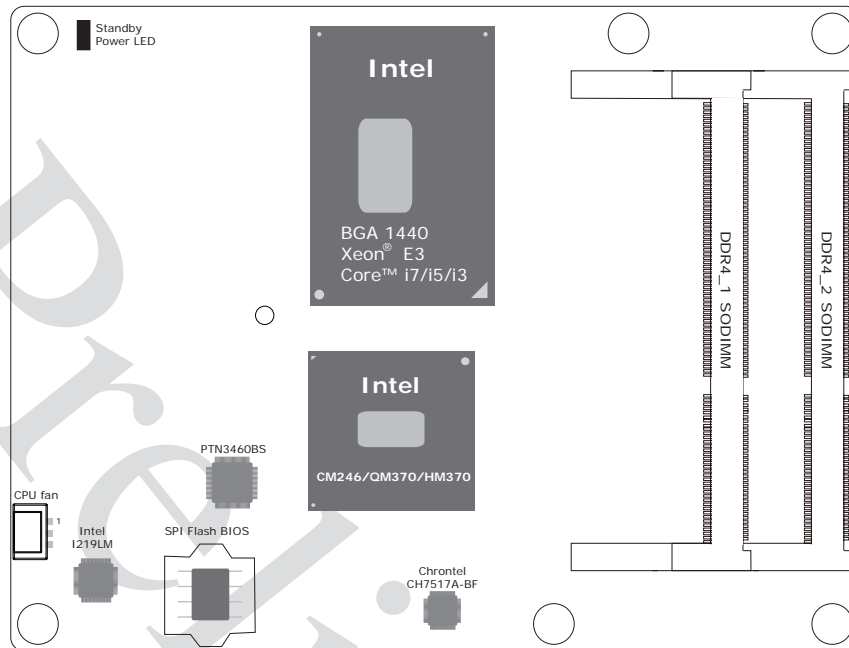 Standby
Power LED
Intel
BGA 1440
Xeon® E3
Core™ i7/i5/i3
DDR4_1 SODIMM
DDR4_2 SODIMM
Intel
CM246/QM370/HM370
PTN3460BS
CPU fan
1
Intel
I219LM
SPI Flash BIOS
Chrontel
CH7517A-BF
Preli